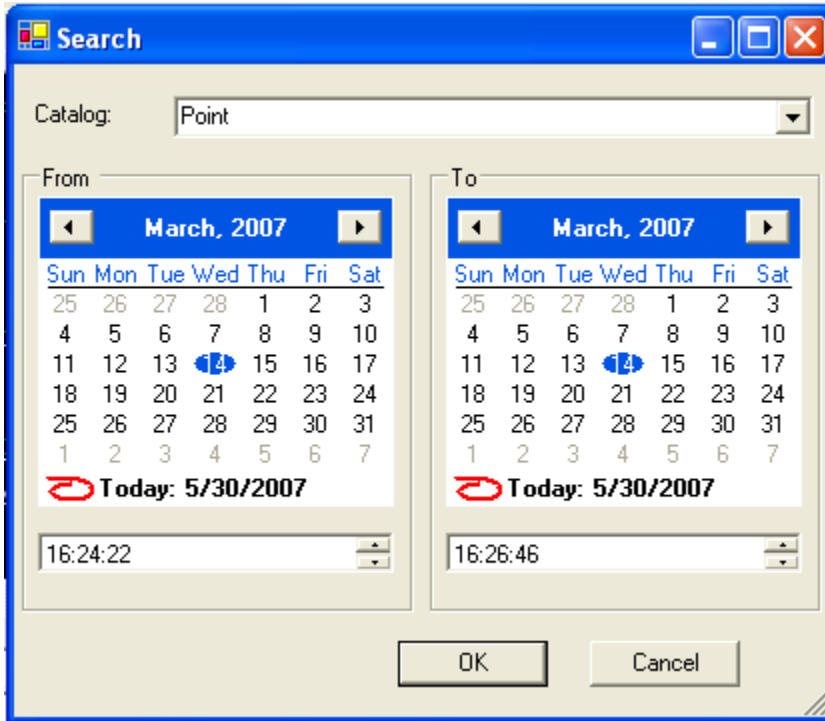 Search
Catalog: Point
From
March, 2007
Sun Mon Tue Wed Thu Fri Sat
25 26 27 28 1 2 3
4 5 6 7 8 9 10
11 12 13 14 15 16 17
18 19 20 21 22 23 24
25 26 27 28 29 30 31
1 2 3 4 5 6 7
Today: 5/30/2007
16:24:22
To
March, 2007
Sun Mon Tue Wed Thu Fri Sat
25 26 27 28 1 2 3
4 5 6 7 8 9 10
11 12 13 14 15 16 17
18 19 20 21 22 23 24
25 26 27 28 29 30 31
1 2 3 4 5 6 7
Today: 5/30/2007
16:26:46
OK Cancel